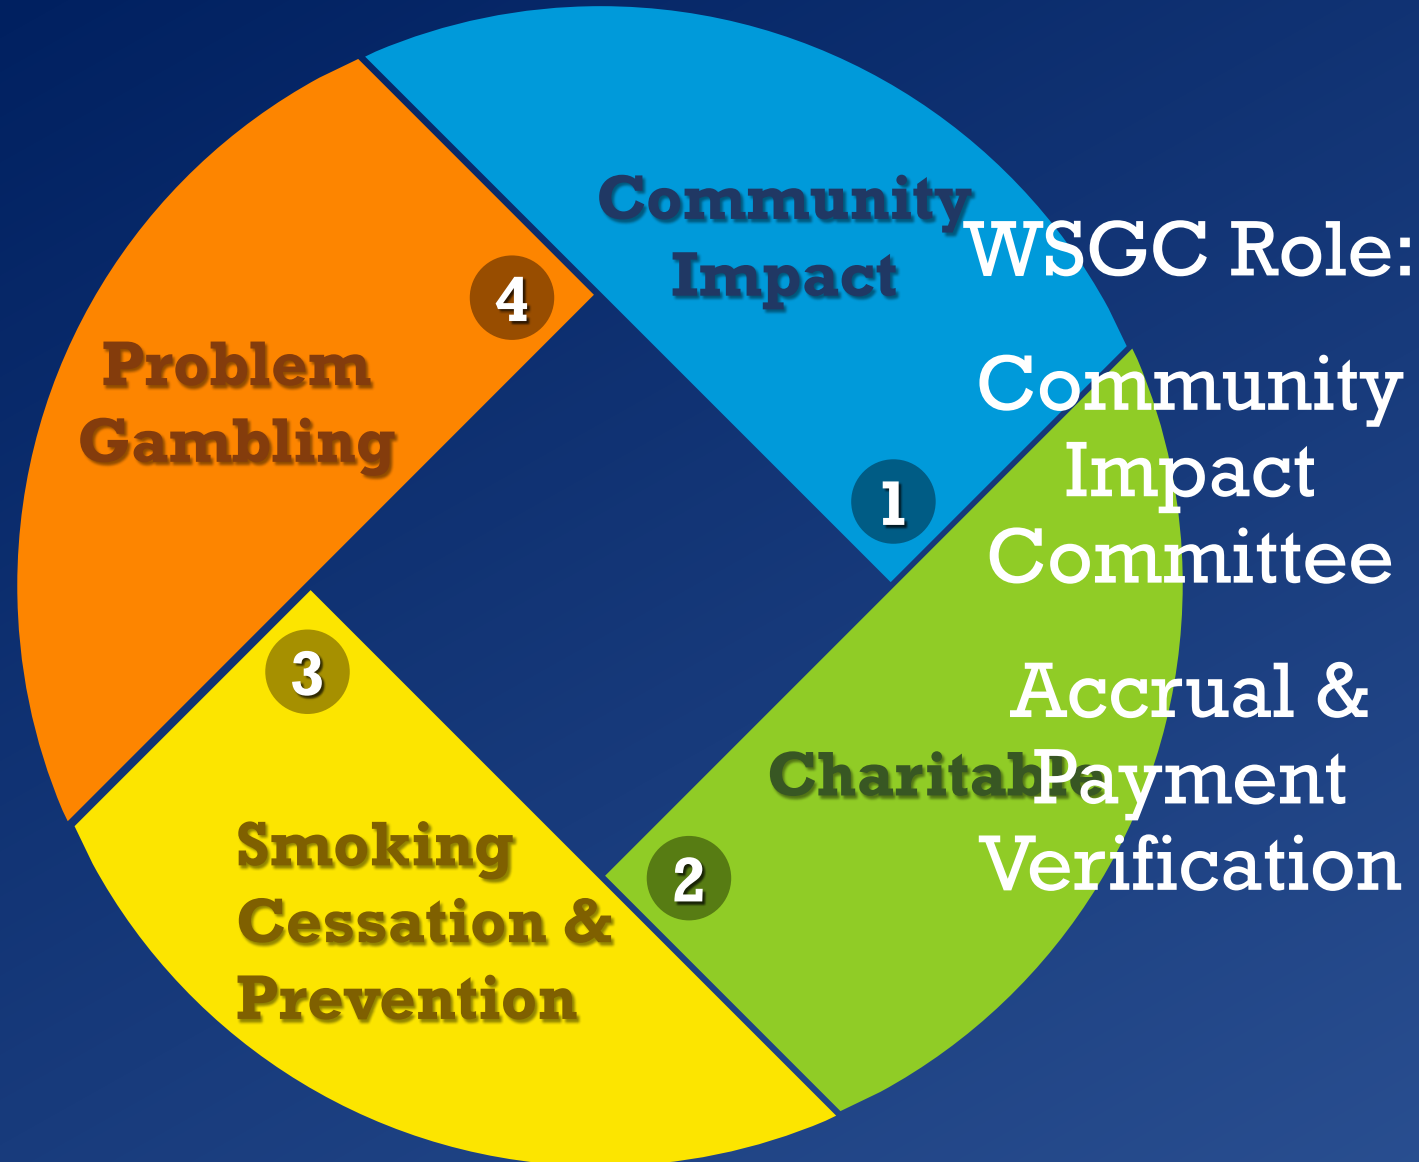 Community
Impact
1
Charitable
2
Smoking
Cessation &
Prevention
3
Problem
Gambling
4
WSGC Role:
Community
Impact
Committee
Accrual &
Payment
Verification